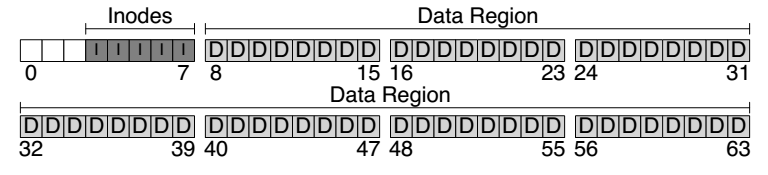 Inodes Data Region
I I I I I D D D D D D D D D D D D D D D D D D D D D D D D
0 7 8 15 16 23 24 31
Data Region
D D D D D D D D D D D D D D D D D D D D D D D D D D D D D D D D
32 39 40 47 48 55 56 63